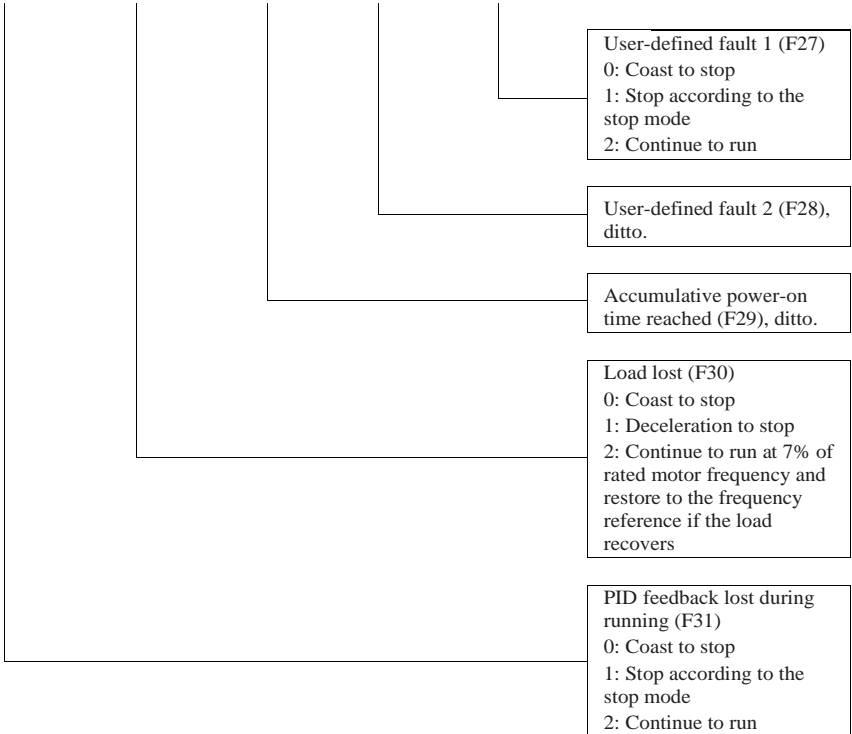 User-defined fault 1 (F27)
0: Coast to stop
1: Stop according to the
stop mode
2: Continue to run
User-defined fault 2 (F28),
ditto.
Accumulative power-on
time reached (F29), ditto.
Load lost (F30)
0: Coast to stop
1: Deceleration to stop
2: Continue to run at 7% of
rated motor frequency and
restore to the frequency
reference if the load
recovers
PID feedback lost during
running (F31)
0: Coast to stop
1: Stop according to the
stop mode
2: Continue to run